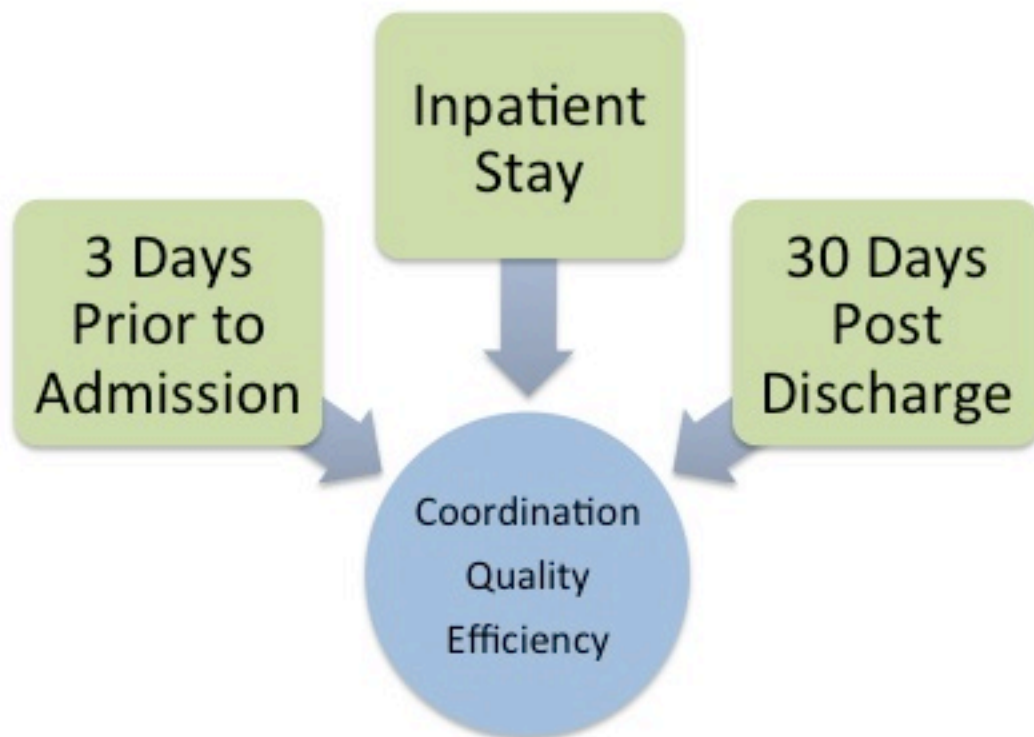 Inpatient
Stay
3 Days
Prior to
Admission
30 Days
Post
Discharge
Coordination
Quality
Efficiency